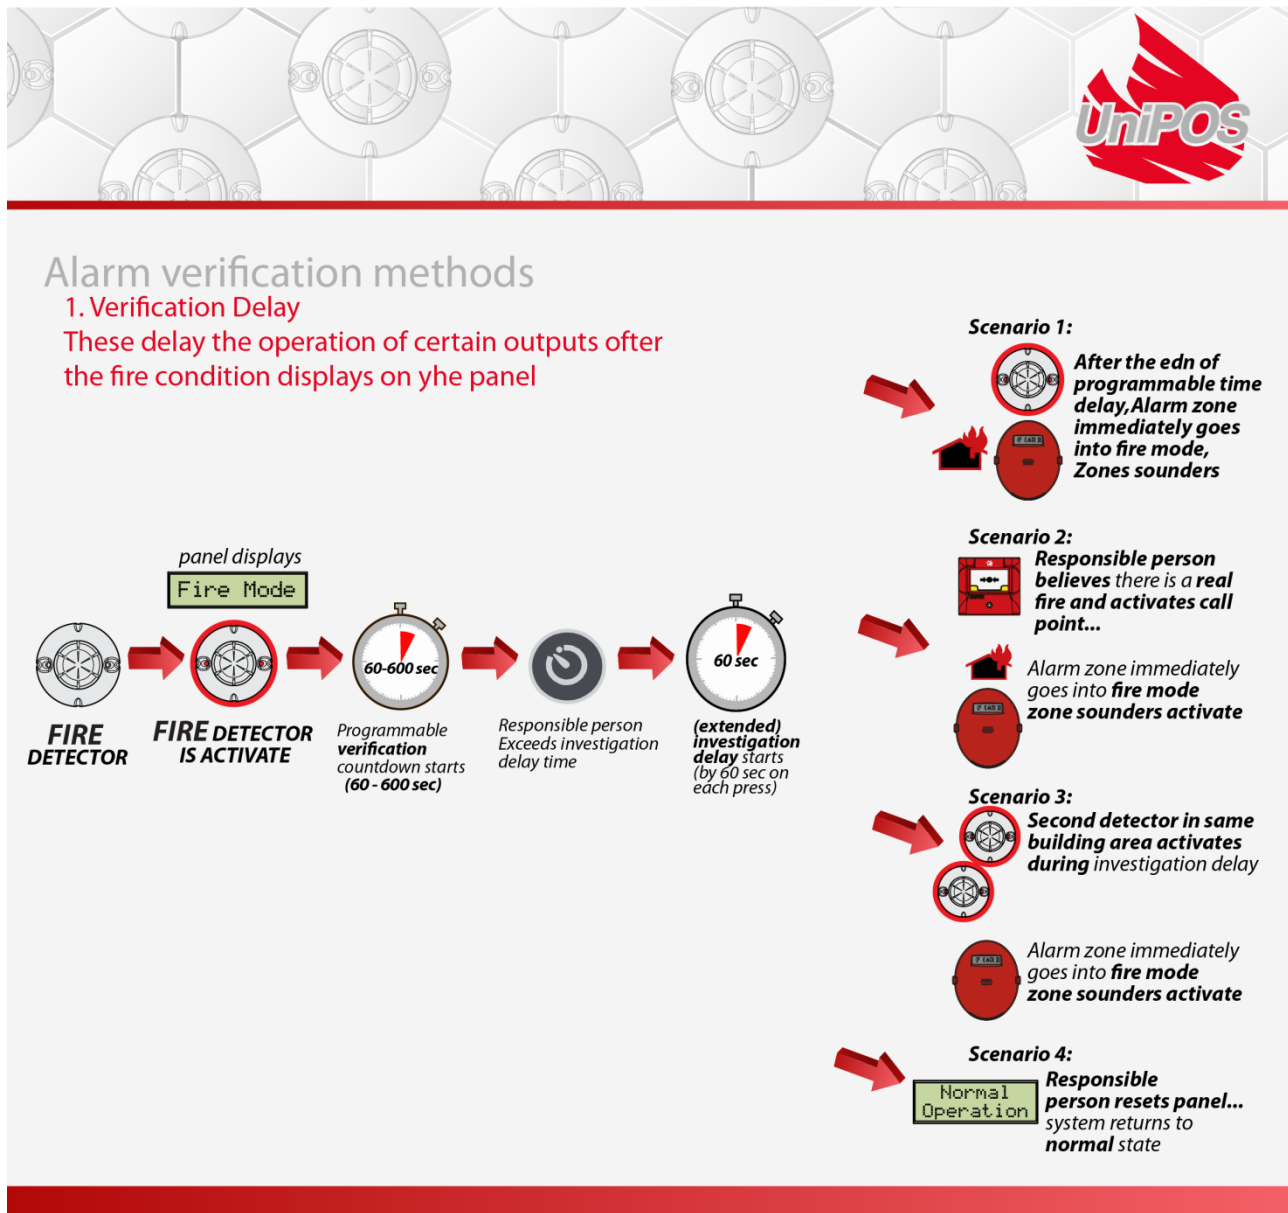 UniPOS
Alarm verification methods
1. Verification Delay
These delay the operation of certain outputs ofter
the fire condition displays on yhe panel
panel displays
Fire Mode
FIRE
DETECTOR
FIRE DETECTOR
IS ACTIVATE
60-600 sec
Programmable
verification
countdown starts
(60 - 600 sec)
Responsible person
Exceeds investigation
delay time
60 sec
(extended)
investigation
delay starts
(by 60 sec on
each press)
Scenario 1:
After the edn of
programmable time
delay,Alarm zone
immediately goes
into fire mode,
Zones sounders
Scenario 2:
Responsible person
believes there is a real
fire and activates call
point...
Alarm zone immediately
goes into fire mode
zone sounders activate
Scenario 3:
Second detector in same
building area activates
during investigation delay
Alarm zone immediately
goes into fire mode
zone sounders activate
Scenario 4:
Normal
Operation
Responsible
person resets panel...
system returns to
normal state